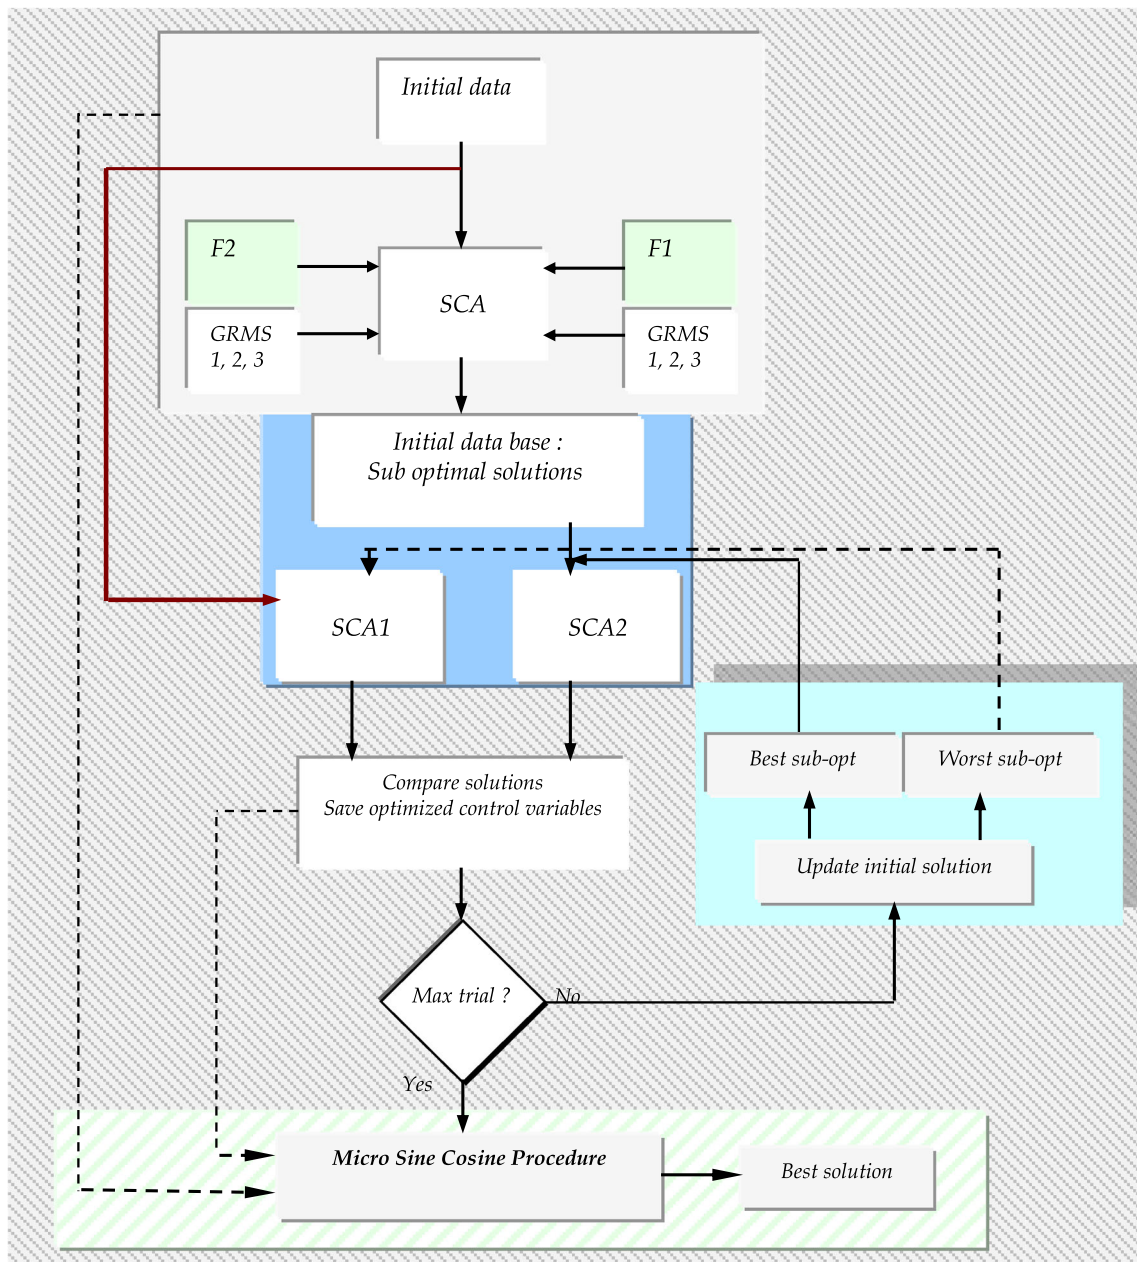 Initial data
F2
F1
SCA
GRMS
1, 2, 3
GRMS
1, 2, 3
Initial data base :
Sub optimal solutions
SCA1
SCA2
Best sub-opt
Worst sub-opt
Compare solutions
Save optimized control variables
Update initial solution
Max trial ?
No
Yes
Micro Sine Cosine Procedure
Best solution